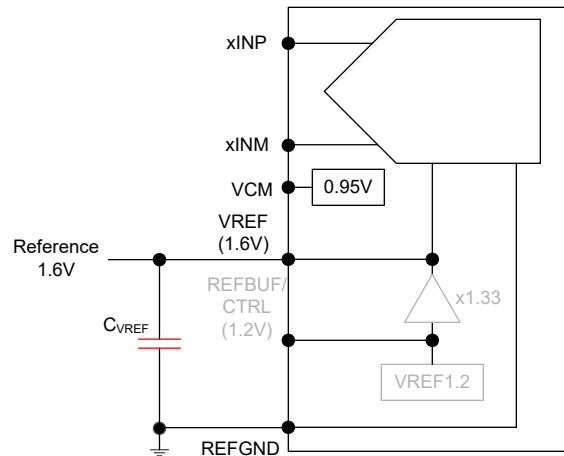 xINP
xINM
VCM
0.95V
VREF
(1.6V)
Reference
1.6V
REFBUF/
CTRL
(1.2V)
x1.33
CVREF
VREF1.2
REFGND